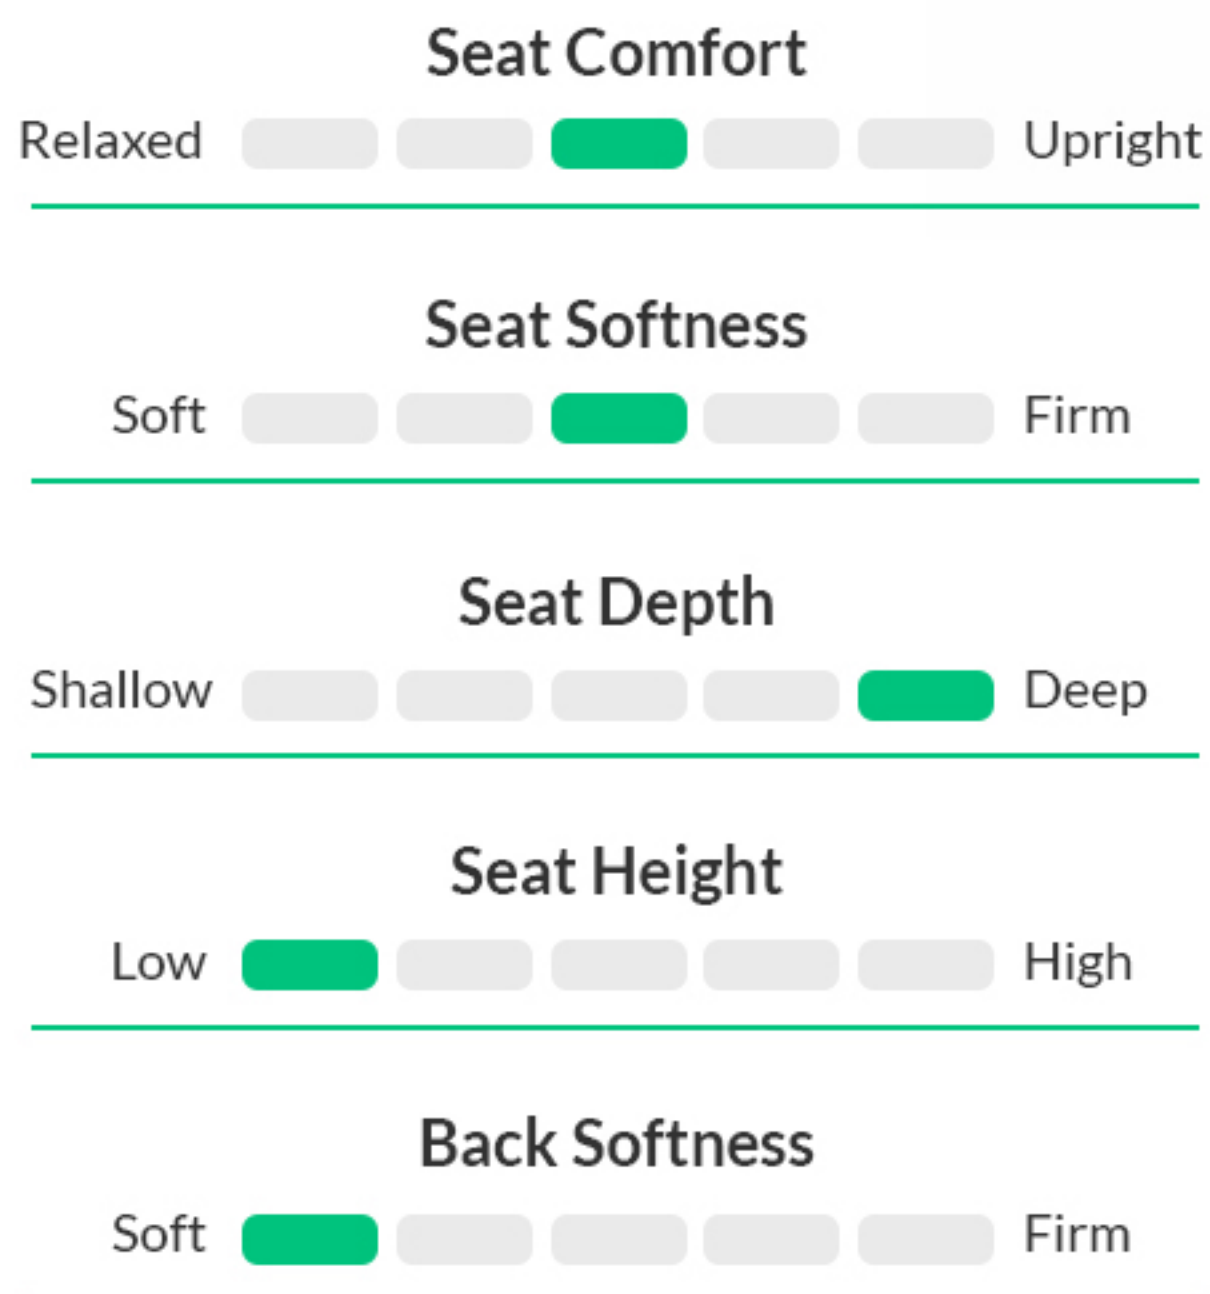 Seat Comfort
Relaxed Upright
Seat Softness
Soft Firm
Seat Depth
Shallow Deep
Seat Height
Low High
Back Softness
Soft Firm